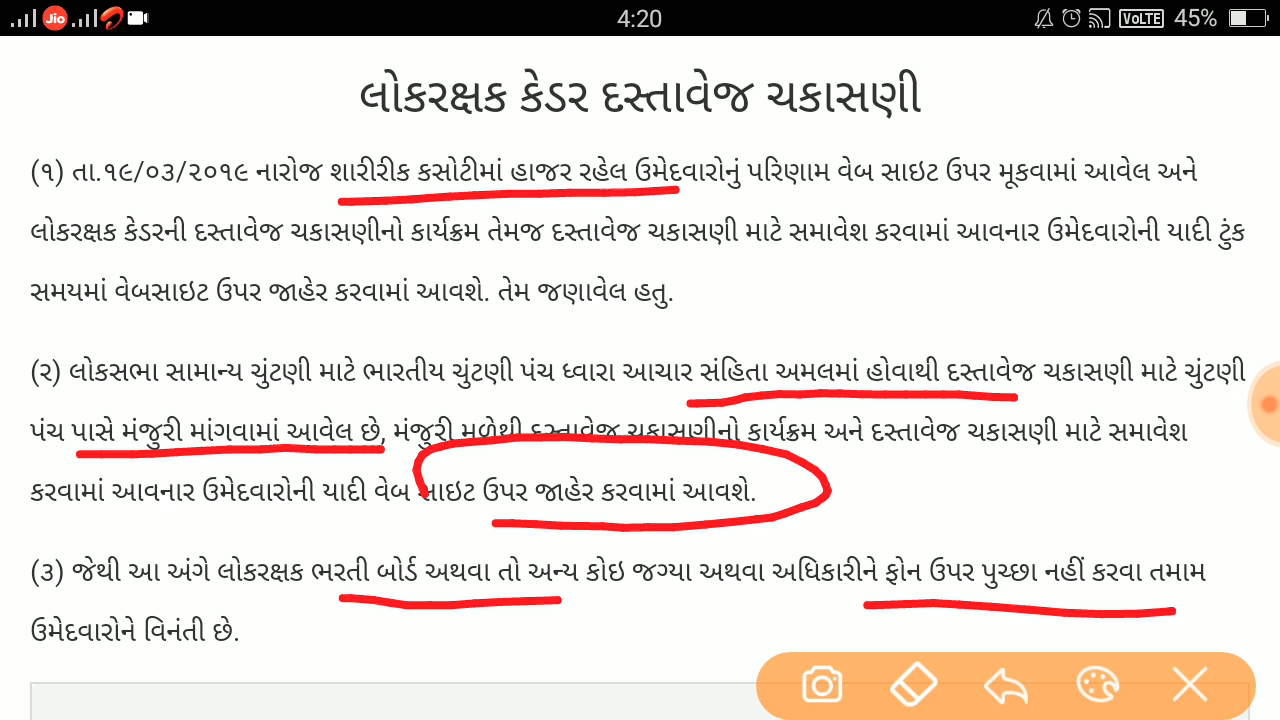 Jio 4:20 VoLTE 45%
લોકરક્ષક કેડર દસ્તાવેજ ચકાસણી
(૧) તા.૧૯/૦૩/૨૦૧૯ નારોજ શારીરીક કસોટીમાં હાજર રહેલ ઉમેદવારોનું પરિણામ વેબ સાઇટ ઉપર મૂકવામાં આવેલ અને
લોકરક્ષક કેડરની દસ્તાવેજ ચકાસણીનો કાર્યક્રમ તેમજ દસ્તાવેજ ચકાસણી માટે સમાવેશ કરવામાં આવનાર ઉમેદવારોની યાદી ટુંક
સમયમાં વેબસાઇટ ઉપર જાહેર કરવામાં આવશે. તેમ જણાવેલ હતુ.
(૨) લોકસભા સામાન્ય ચુંટણી માટે ભારતીય ચુંટણી પંચ ધ્વારા આચાર સંહિતા અમલમાં હોવાથી દસ્તાવેજ ચકાસણી માટે ચુંટણી
પંચ પાસે મંજુરી માંગવામાં આવેલ છે, મંજુરી મળેથી દસ્તાવેજ ચકાસણીનો કાર્યક્રમ અને દસ્તાવેજ ચકાસણી માટે સમાવેશ
કરવામાં આવનાર ઉમેદવારોની યાદી વેબ સાઇટ ઉપર જાહેર કરવામાં આવશે.
(૩) જેથી આ અંગે લોકરક્ષક ભરતી બોર્ડ અથવા તો અન્ય કોઇ જગ્યા અથવા અધિકારીને ફોન ઉપર પુચ્છા નહીં કરવા તમામ
ઉમેદવારોને વિનંતી છે.